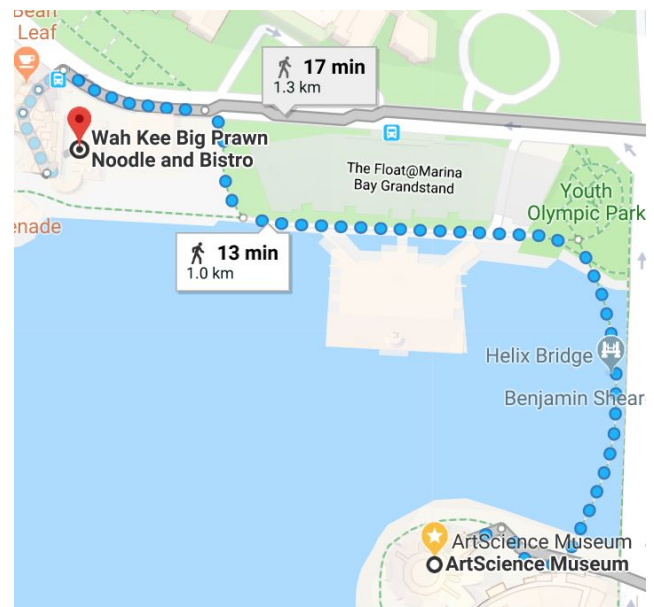 Bean
Leaf
17 min
1.3 km
Wah Kee Big Prawn
Noodle and Bistro
The Float@Marina
Bay Grandstand
Youth
Olympic Park
enade
13 min
1.0 km
Helix Bridge
Benjamin Shear
ArtScience Museum
ArtScience Museum